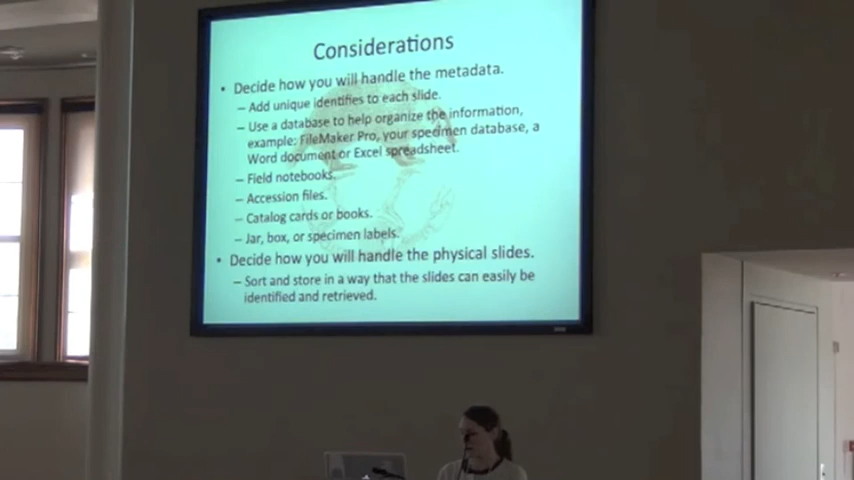 Considerations
• Decide how you will handle the metadata.
– Add unique identifies to each slide.
– Use a database to help organize the information,
example: FileMaker Pro, your specimen database, a
Word document or Excel spreadsheet.
– Field notebooks.
– Accession files.
– Catalog cards or books.
– Jar, box, or specimen labels.
• Decide how you will handle the physical slides.
– Sort and store in a way that the slides can easily be
identified and retrieved.